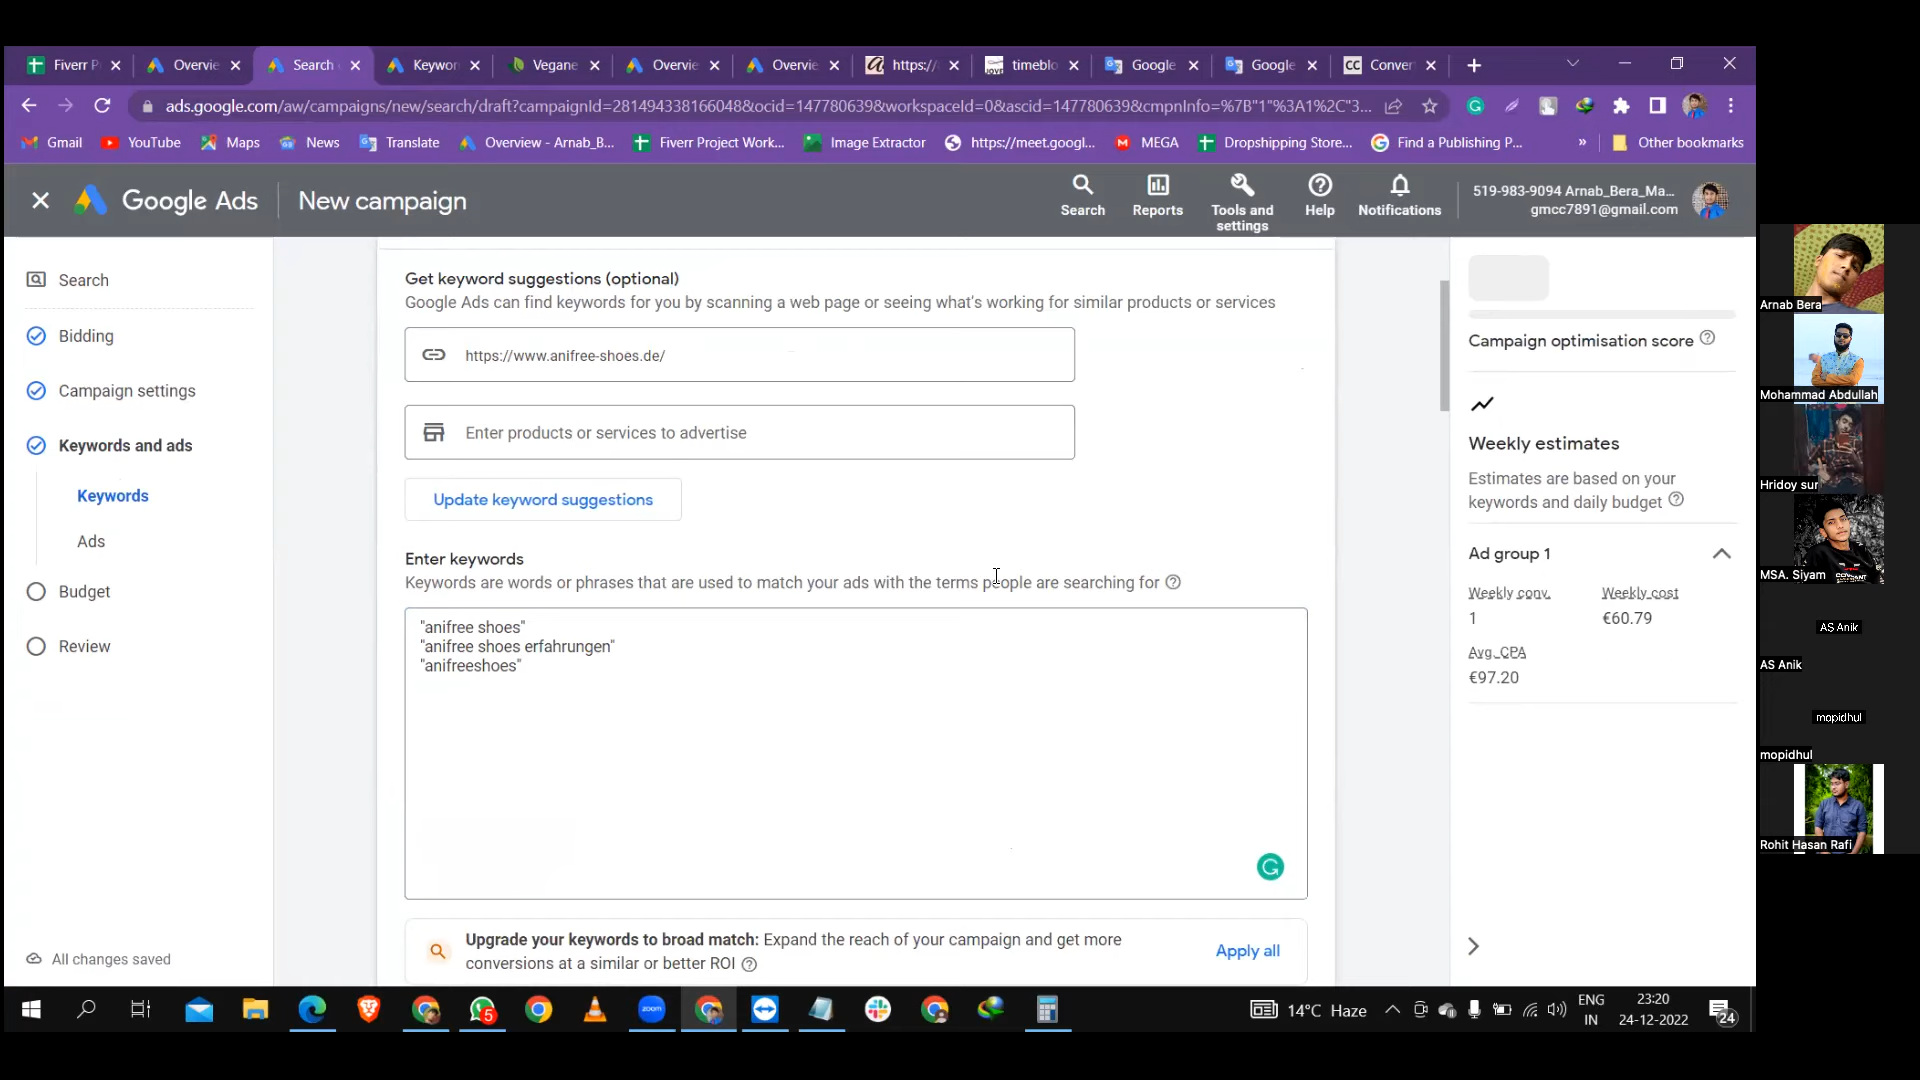 Fiverr P
Overvie
Search
Keywor
Vegane
Overvie
Overvie
https://
timeblo
Google
Google
CC Conver
ads.google.com/aw/campaigns/new/search/draft?campaignId=281494338166048&ocid=147780639&workspaceId=0&ascid=147780639&cmpnInfo=%7B"1"%3A1%2C"3...
Gmail
YouTube
Maps
News
Translate
Overview - Arnab_B...
Fiverr Project Work...
Image Extractor
https://meet.googl...
MEGA
Dropshipping Store...
Find a Publishing P...
»
Other bookmarks
Google Ads
New campaign
Search
Reports
Tools and
settings
Help
Notifications
519-983-9094 Arnab_Bera_Ma...
gmcc7891@gmail.com
Search
Bidding
Campaign settings
Keywords and ads
Keywords
Ads
Budget
Review
All changes saved
Get keyword suggestions (optional)
Google Ads can find keywords for you by scanning a web page or seeing what's working for similar products or services
https://www.anifree-shoes.de/
Enter products or services to advertise
Update keyword suggestions
Enter keywords
Keywords are words or phrases that are used to match your ads with the terms people are searching for
"anifree shoes"
"anifree shoes erfahrungen"
"anifreeshoes"
Upgrade your keywords to broad match: Expand the reach of your campaign and get more
conversions at a similar or better ROI
Apply all
Campaign optimisation score
Weekly estimates
Estimates are based on your
keywords and daily budget
Ad group 1
Weekly conv.
Weekly cost
1
€60.79
Avg. CPA
€97.20
Arnab Bera
Mohammad Abdullah
Hridoy sur
MSA. Siyam
AS Anik
AS Anik
mopidhul
mopidhul
Rohit Hasan Rafi
5
zoom
14°C Haze
ENG
IN
23:20
24-12-2022
24